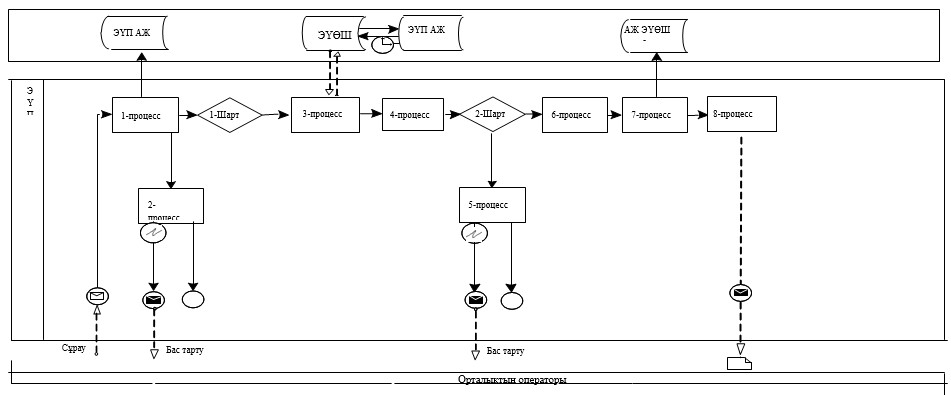 ЭҮП АЖ
ЭҮӨШ
ЭҮП АЖ
АЖ ЭҮӨШ
-
Э
Ү
П
1-процесс
1-Шарт
3-процесс
4-процесс
2-Шарт
6-процесс
7-процесс
8-процесс
2-
процесс
5-процесс
Сұрау
Бас тарту
Бас тарту
Орталыктын операторы